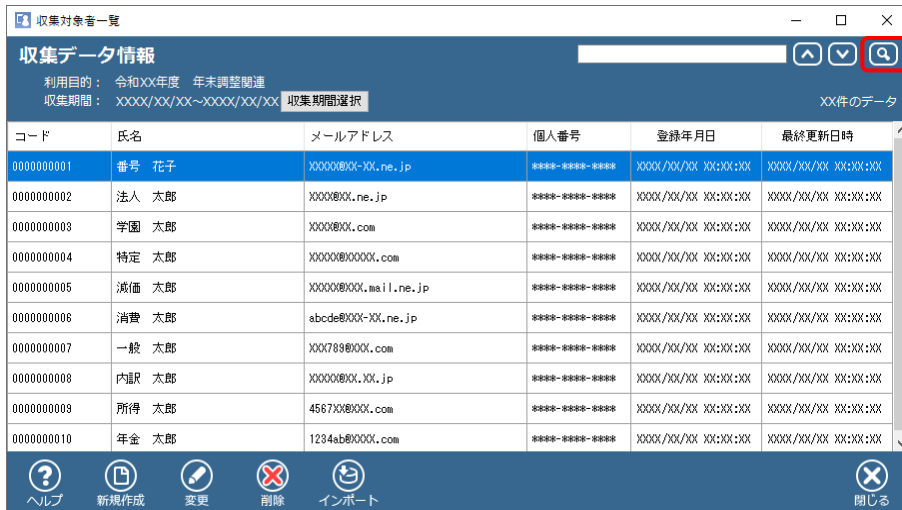 収集対象者一覧
収集データ情報
利用目的： 令和XX年度 年末調整関連
収集期間： XXXX/XX/XX～XXXX/XX/XX 収集期間選択
XX件のデータ
コード 氏名 メールアドレス 個人番号 登録年月日 最終更新日時
0000000001 番号 花子 XXXXX@XX-XX.ne.jp ****-****-**** XXXX/XX/XX XX:XX:XX XXXX/XX/XX XX:XX:XX
0000000002 法人 太郎 XXXX@XX.ne.jp ****-****-**** XXXX/XX/XX XX:XX:XX XXXX/XX/XX XX:XX:XX
0000000003 学園 太郎 XXXX@XX.com ****-****-**** XXXX/XX/XX XX:XX:XX XXXX/XX/XX XX:XX:XX
0000000004 特定 太郎 XXXXX@XXXXX.com ****-****-**** XXXX/XX/XX XX:XX:XX XXXX/XX/XX XX:XX:XX
0000000005 減価 太郎 XXXXX@XXX.mail.ne.jp ****-****-**** XXXX/XX/XX XX:XX:XX XXXX/XX/XX XX:XX:XX
0000000006 消費 太郎 abcde@XXX-XX.ne.jp ****-****-**** XXXX/XX/XX XX:XX:XX XXXX/XX/XX XX:XX:XX
0000000007 一般 太郎 XXX789@XXX.com ****-****-**** XXXX/XX/XX XX:XX:XX XXXX/XX/XX XX:XX:XX
0000000008 内訳 太郎 XXXXX@XX.XX.jp ****-****-**** XXXX/XX/XX XX:XX:XX XXXX/XX/XX XX:XX:XX
0000000009 所得 太郎 4567XX@XXX.com ****-****-**** XXXX/XX/XX XX:XX:XX XXXX/XX/XX XX:XX:XX
0000000010 年金 太郎 1234ab@XXXX.com ****-****-**** XXXX/XX/XX XX:XX:XX XXXX/XX/XX XX:XX:XX
ヘルプ 新規作成 変更 削除 インポート 閉じる